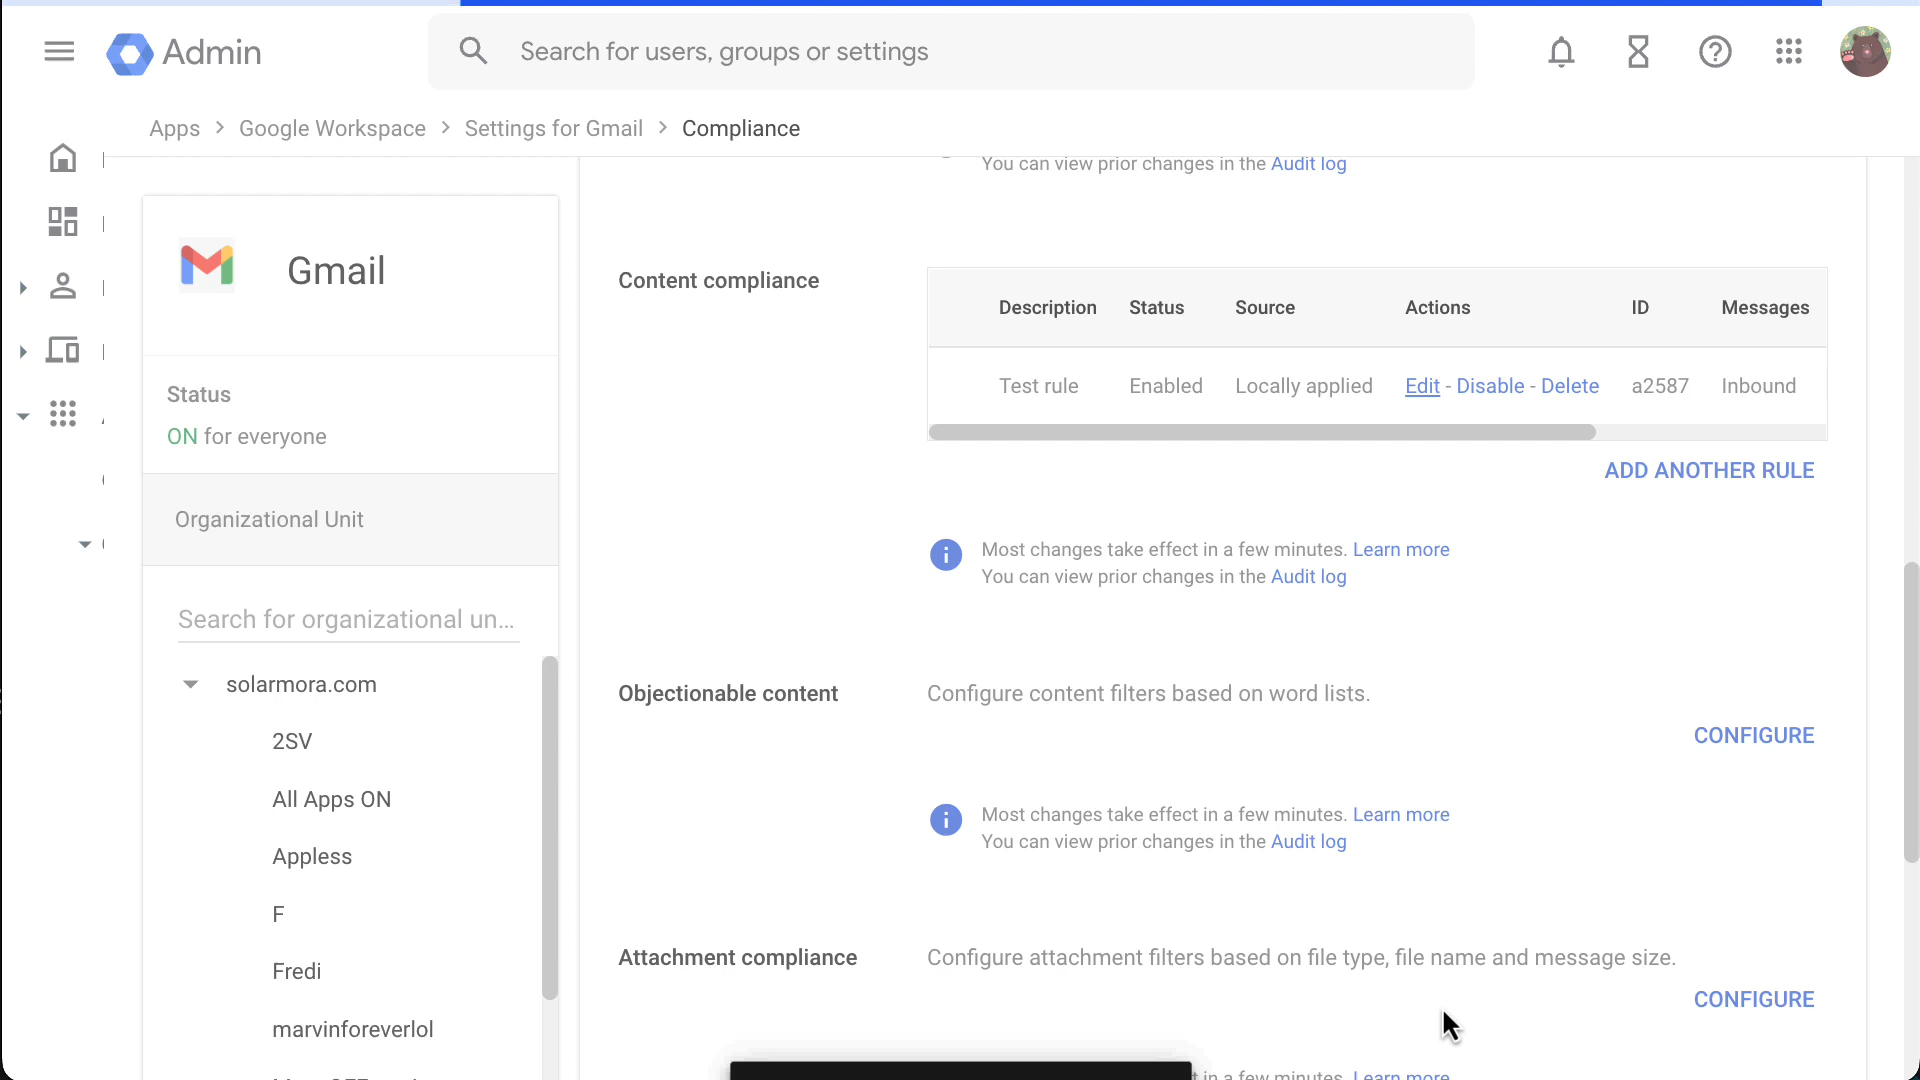 Admin
Search for users, groups or settings
Apps > Google Workspace > Settings for Gmail > Compliance
You can view prior changes in the Audit log
Gmail
Status
ON for everyone
Organizational Unit
Search for organizational un...
solarmora.com
2SV
All Apps ON
Appless
F
Fredi
marvinforeverlol
Content compliance
Description Status Source Actions ID Messages
Test rule Enabled Locally applied Edit - Disable - Delete a2587 Inbound
ADD ANOTHER RULE
Most changes take effect in a few minutes. Learn more
You can view prior changes in the Audit log
Objectionable content
Configure content filters based on word lists.
CONFIGURE
Most changes take effect in a few minutes. Learn more
You can view prior changes in the Audit log
Attachment compliance
Configure attachment filters based on file type, file name and message size.
CONFIGURE
in a few minutes. Learn more